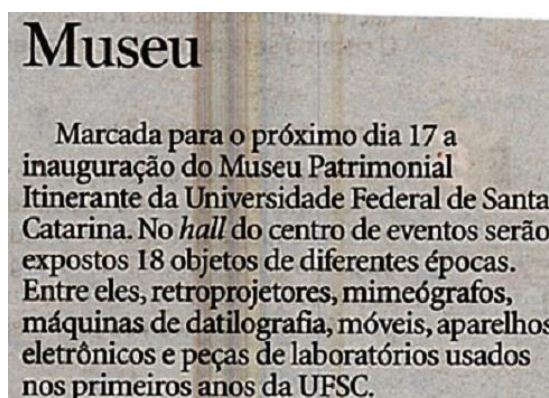 Museu
Marcada para o próximo dia 17 a
inauguração do Museu Patrimonial
Itinerante da Universidade Federal de Santa
Catarina. No hall do centro de eventos serão
expostos 18 objetos de diferentes épocas.
Entre eles, retroprojetores, mimeógrafos,
máquinas de datilografia, móveis, aparelhos
eletrônicos e peças de laboratórios usados
nos primeiros anos da UFSC.